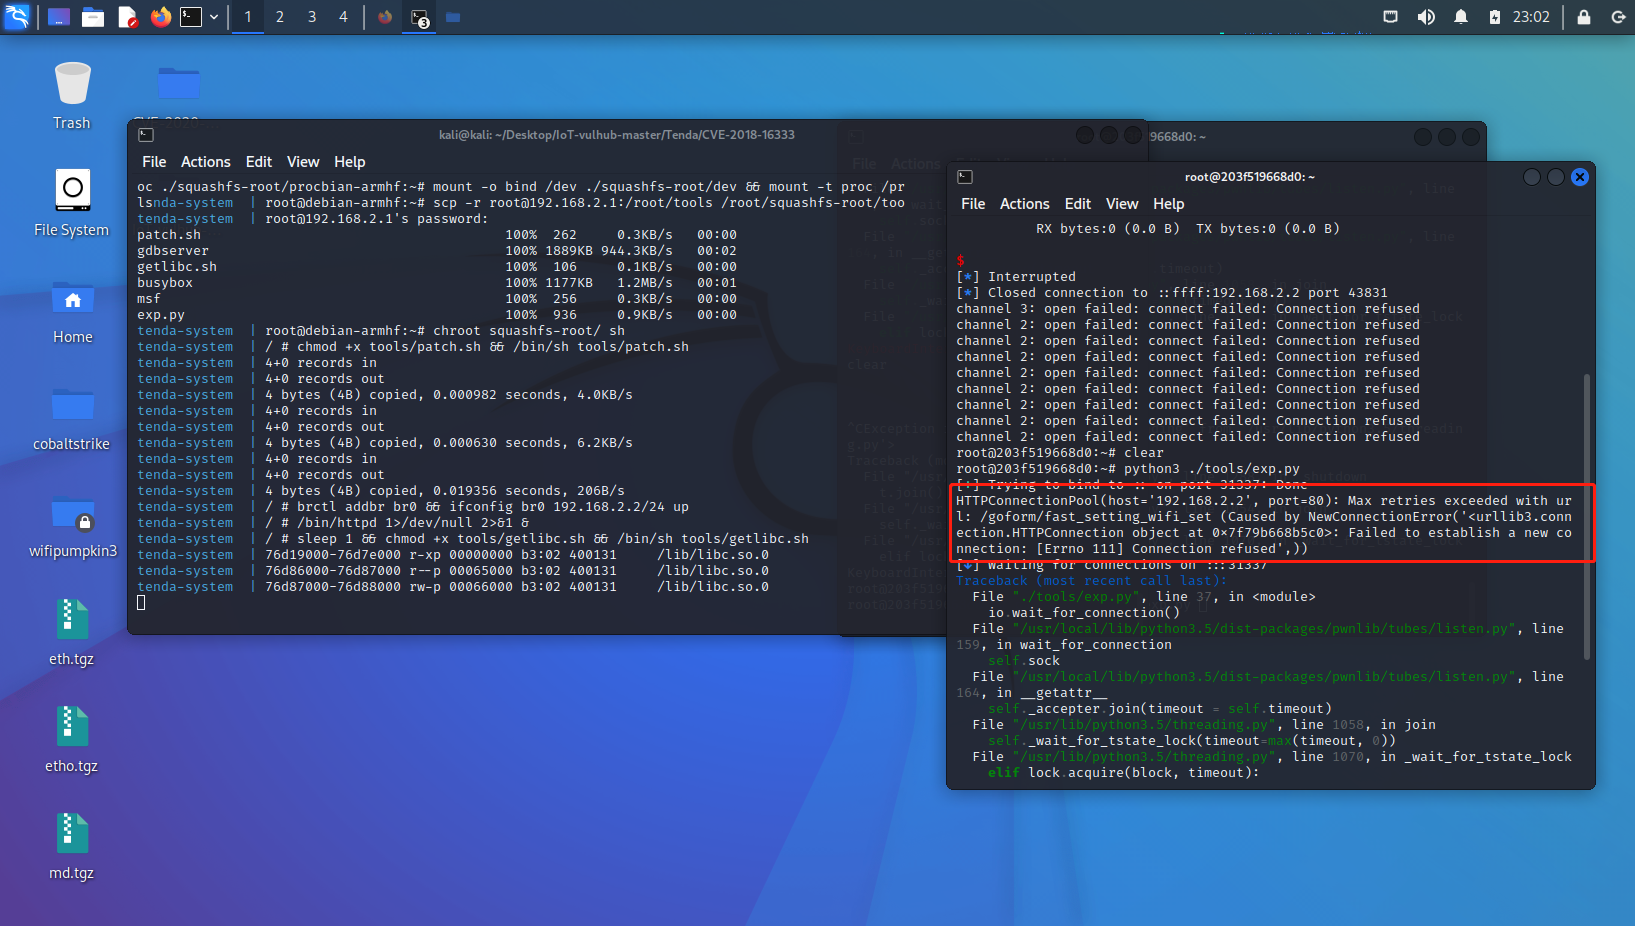 1 2 3 4
3
23:02
Trash
File System
Home
cobaltstrike
wifipumpkin3
eth.tgz
etho.tgz
md.tgz
kali@kali: ~/Desktop/IoT-vulhub-master/Tenda/CVE-2018-16333
File Actions Edit View Help
oc ./squashfs-root/procbian-armhf:~# mount -o bind /dev ./squashfs-root/dev && mount -t proc /pr
lsnda-system | root@debian-armhf:~# scp -r root@192.168.2.1:/root/tools /root/squashfs-root/too
tenda-system | root@192.168.2.1's password:
patch.sh 100% 262 0.3KB/s 00:00
gdbserver 100% 1889KB 944.3KB/s 00:02
getlibc.sh 100% 106 0.1KB/s 00:00
busybox 100% 1177KB 1.2MB/s 00:01
msf 100% 256 0.3KB/s 00:00
exp.py 100% 936 0.9KB/s 00:00
tenda-system | root@debian-armhf:~# chroot squashfs-root/ sh
tenda-system | / # chmod +x tools/patch.sh && /bin/sh tools/patch.sh
tenda-system | 4+0 records in
tenda-system | 4+0 records out
tenda-system | 4 bytes (4B) copied, 0.000982 seconds, 4.0KB/s
tenda-system | 4+0 records in
tenda-system | 4+0 records out
tenda-system | 4 bytes (4B) copied, 0.000630 seconds, 6.2KB/s
tenda-system | 4+0 records in
tenda-system | 4+0 records out
tenda-system | 4 bytes (4B) copied, 0.019356 seconds, 206B/s
tenda-system | / # brctl addbr br0 && ifconfig br0 192.168.2.2/24 up
tenda-system | / # /bin/httpd 1>/dev/null 2>&1 &
tenda-system | / # sleep 1 && chmod +x tools/getlibc.sh && /bin/sh tools/getlibc.sh
tenda-system | 76d19000-76d7e000 r-xp 00000000 b3:02 400131 /lib/libc.so.0
tenda-system | 76d86000-76d87000 r--p 00065000 b3:02 400131 /lib/libc.so.0
tenda-system | 76d87000-76d88000 rw-p 00066000 b3:02 400131 /lib/libc.so.0
9668d0: ~
root@203f519668d0: ~
File Actions Edit View Help
RX bytes:0 (0.0 B) TX bytes:0 (0.0 B)
$
[*] Interrupted
[*] Closed connection to ::ffff:192.168.2.2 port 43831
channel 3: open failed: connect failed: Connection refused
channel 2: open failed: connect failed: Connection refused
channel 2: open failed: connect failed: Connection refused
channel 2: open failed: connect failed: Connection refused
channel 2: open failed: connect failed: Connection refused
channel 2: open failed: connect failed: Connection refused
channel 2: open failed: connect failed: Connection refused
channel 2: open failed: connect failed: Connection refused
channel 2: open failed: connect failed: Connection refused
root@203f519668d0:~# clear
root@203f519668d0:~# python3 ./tools/exp.py
[+] Trying to bind to :: on port 31337: Done
HTTPConnectionPool(host='192.168.2.2', port=80): Max retries exceeded with ur
l: /goform/fast_setting_wifi_set (Caused by NewConnectionError('<urllib3.conn
ection.HTTPConnection object at 0×7f79b668b5c0>: Failed to establish a new co
nnection: [Errno 111] Connection refused',))
Waiting for connections on :::31337
Traceback (most recent call last):
File "./tools/exp.py", line 37, in <module>
io.wait_for_connection()
File "/usr/local/lib/python3.5/dist-packages/pwnlib/tubes/listen.py", line
159, in wait_for_connection
self.sock
File "/usr/local/lib/python3.5/dist-packages/pwnlib/tubes/listen.py", line
164, in __getattr__
self._accepter.join(timeout = self.timeout)
File "/usr/lib/python3.5/threading.py", line 1058, in join
self._wait_for_tstate_lock(timeout=max(timeout, 0))
File "/usr/lib/python3.5/threading.py", line 1070, in _wait_for_tstate_lock
elif lock.acquire(block, timeout):